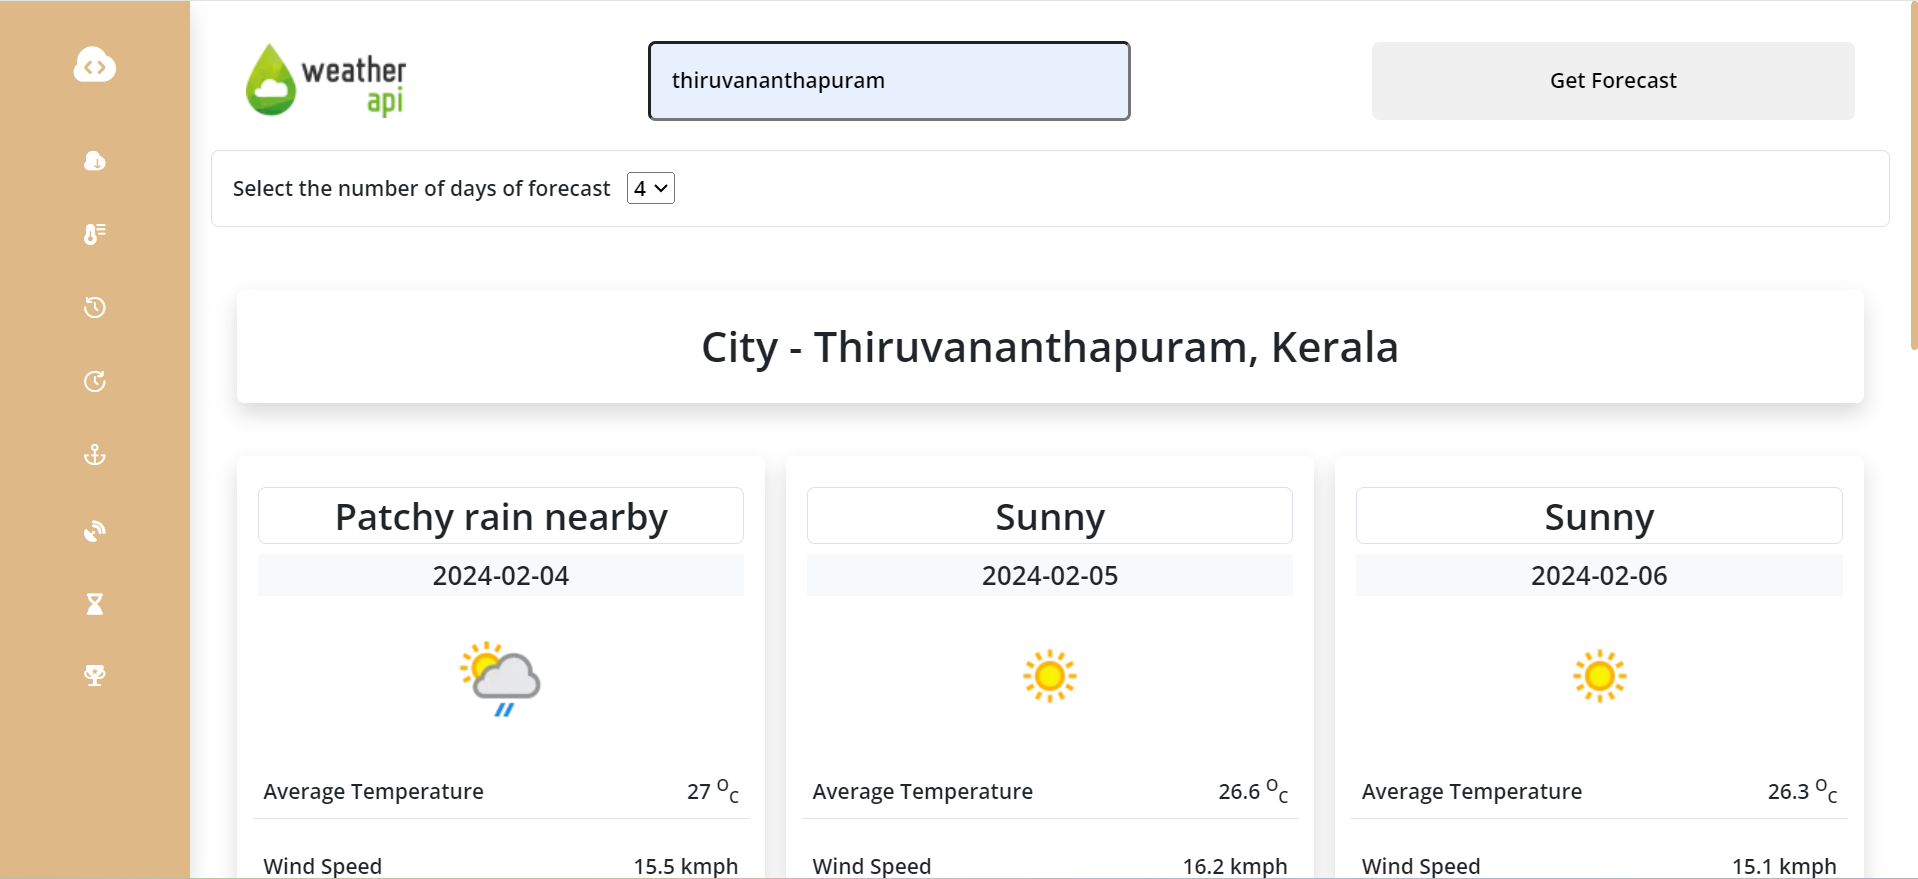 weather
api
thiruvananthapuram
Get Forecast
Select the number of days of forecast 4
City - Thiruvananthapuram, Kerala
Patchy rain nearby
2024-02-04
Average Temperature 27 °C
Wind Speed 15.5 kmph
Sunny
2024-02-05
Average Temperature 26.6 °C
Wind Speed 16.2 kmph
Sunny
2024-02-06
Average Temperature 26.3 °C
Wind Speed 15.1 kmph